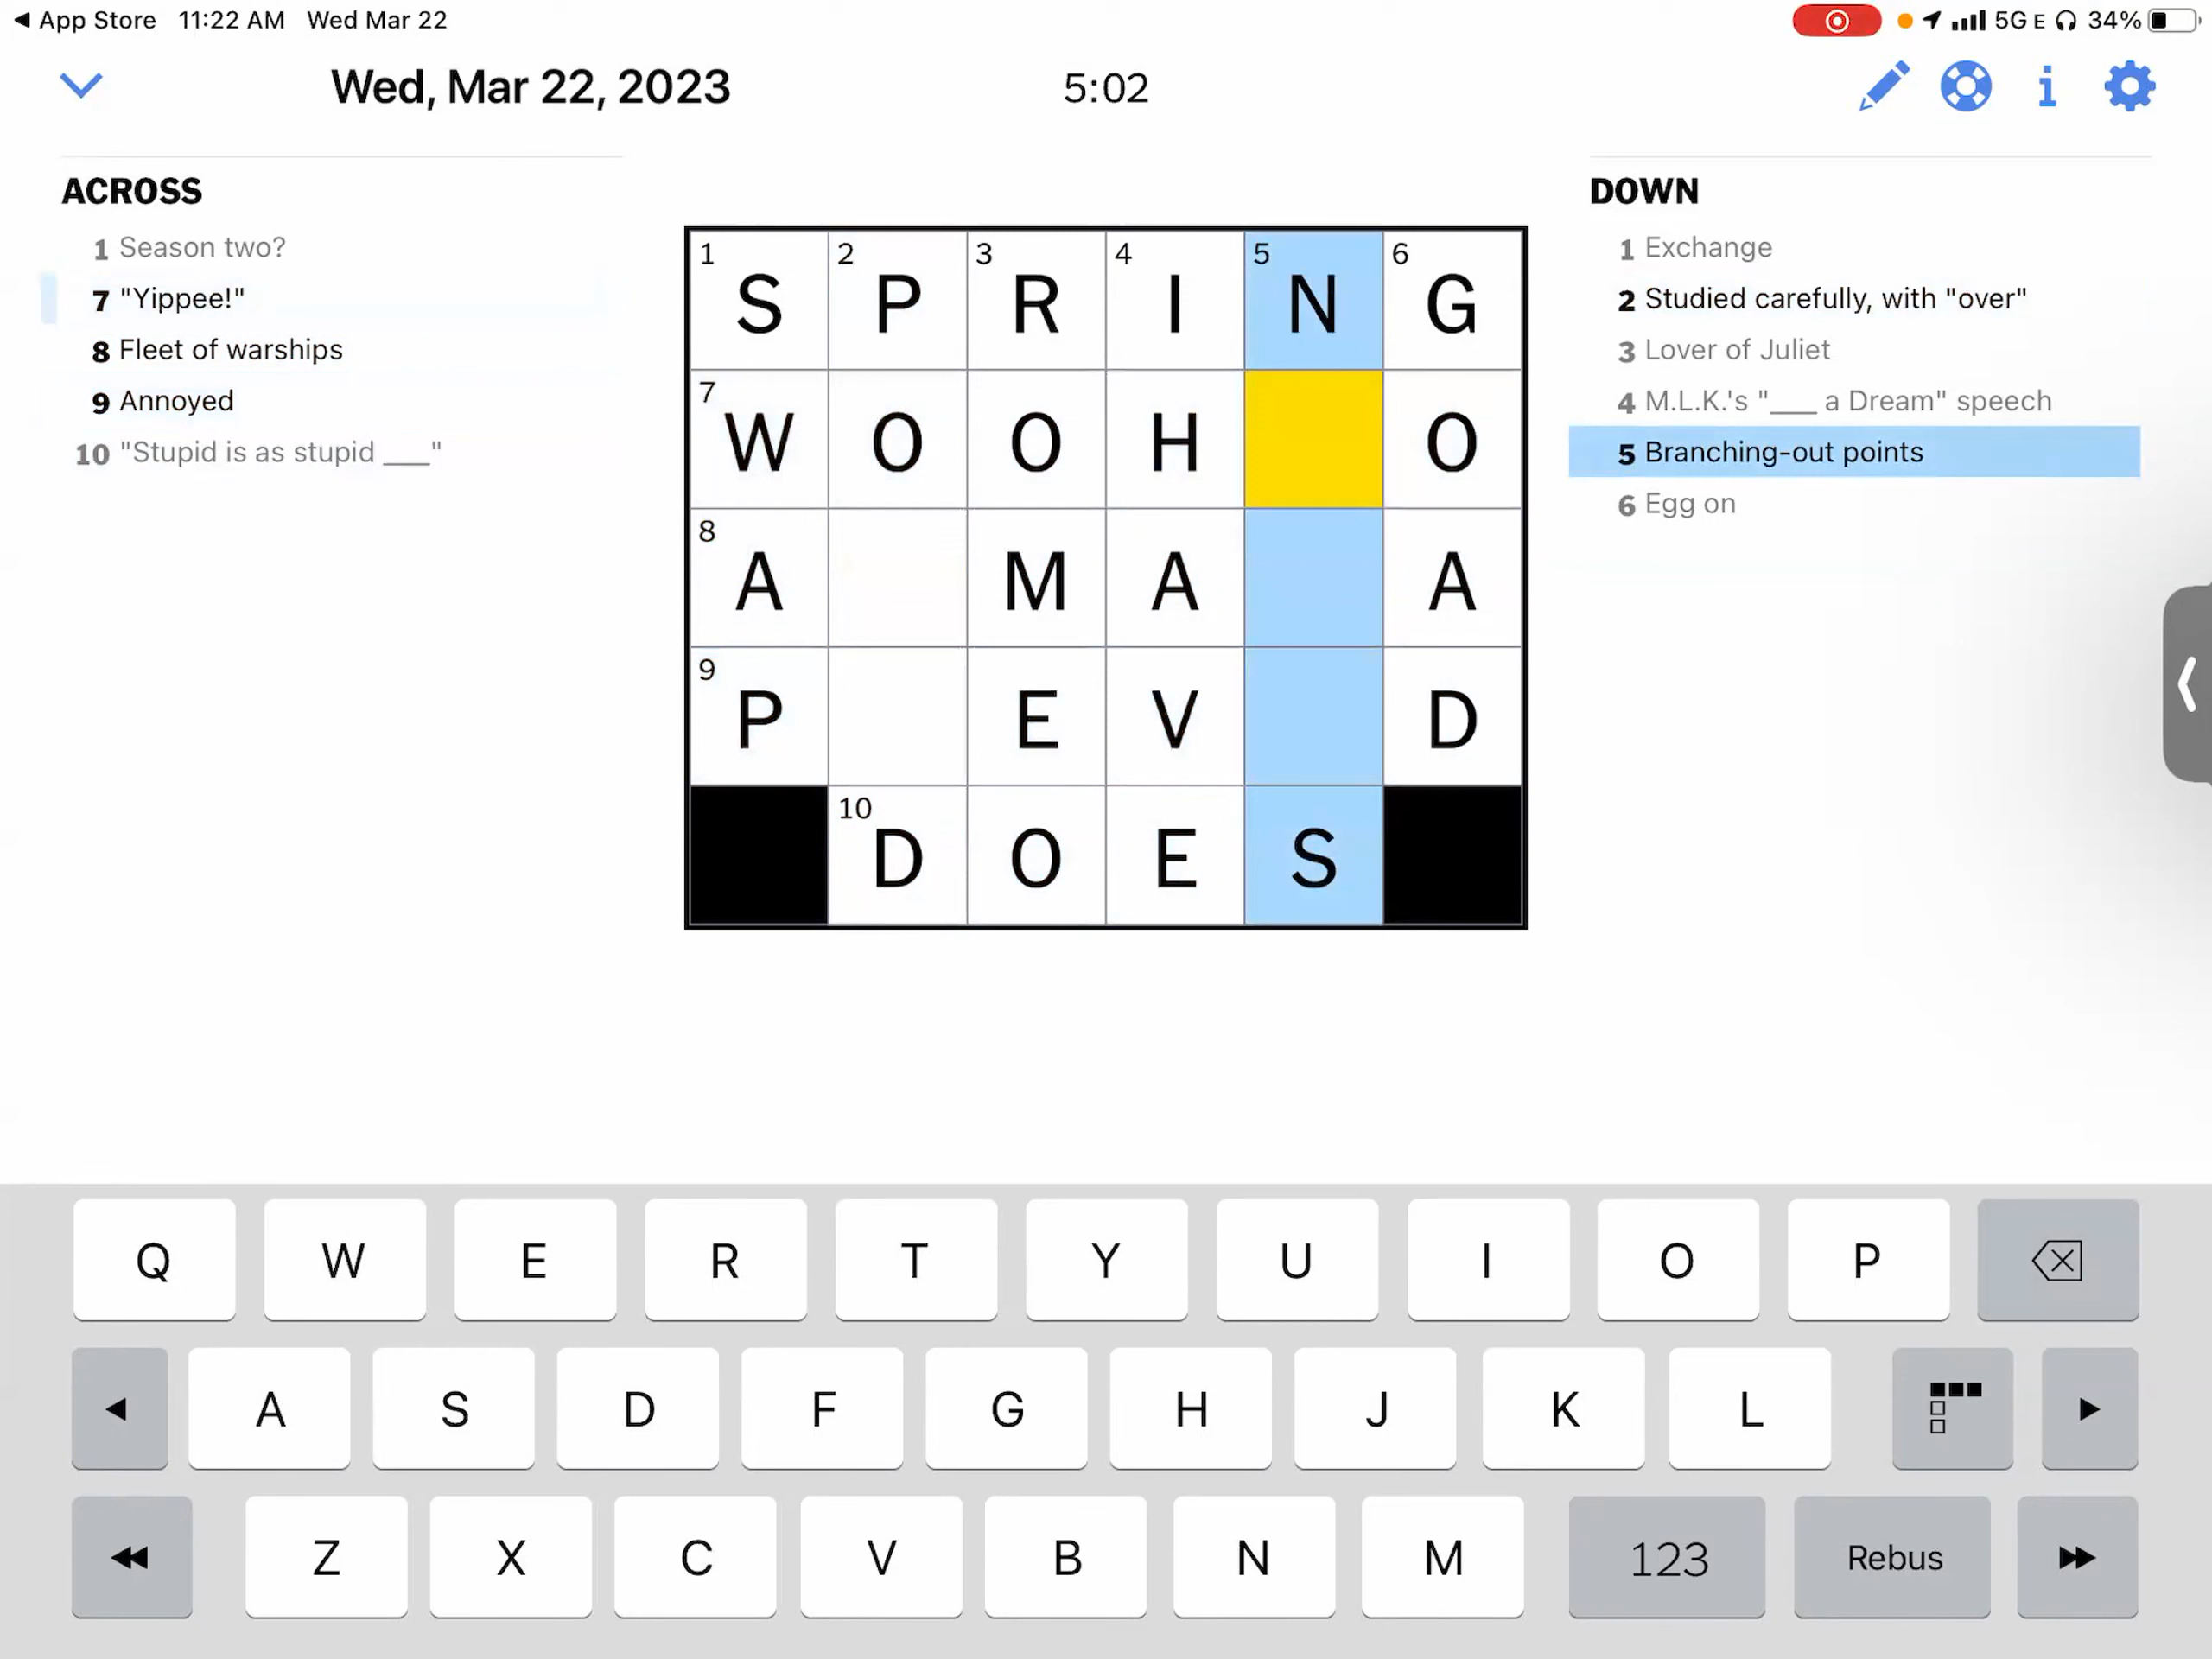 ◀ App Store 11:22 AM Wed Mar 22 5G E 34%
Wed, Mar 22, 2023 5:02
ACROSS
1 Season two?
7 "Yippee!"
8 Fleet of warships
9 Annoyed
10 "Stupid is as stupid ___"
1 S 2 P 3 R 4 I 5 N 6 G
7 W O O H O
8 A M A A
9 P E V D
10 D O E S
DOWN
1 Exchange
2 Studied carefully, with "over"
3 Lover of Juliet
4 M.L.K.'s "___ a Dream" speech
5 Branching-out points
6 Egg on
Q W E R T Y U I O P
A S D F G H J K L
Z X C V B N M 123 Rebus